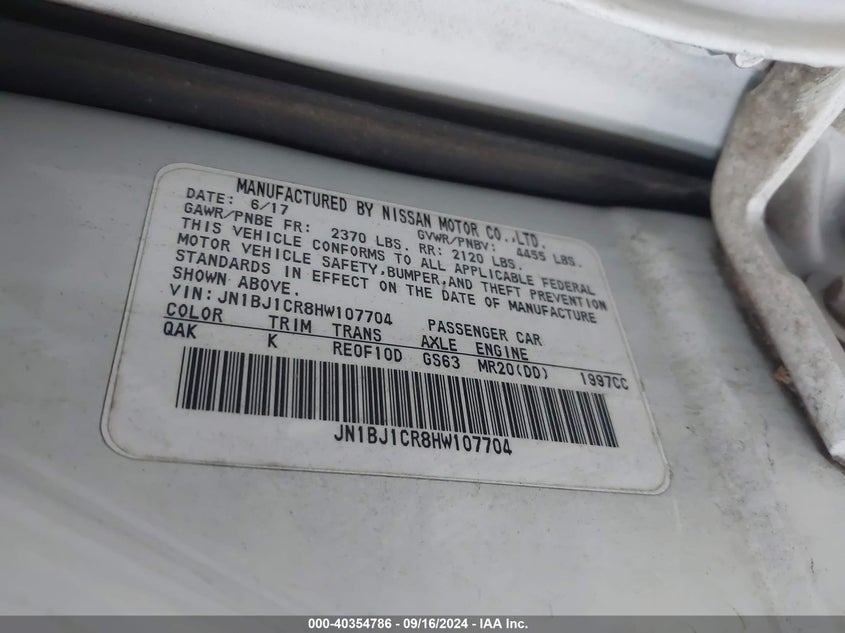 MANUFACTURED BY NISSAN MOTOR CO.,LTD.
DATE: 6/17 GVWR/PNBV: 4455 LBS.
GAWR/PNBE FR: 2370 LBS. RR: 2120 LBS.
THIS VEHICLE CONFORMS TO ALL APPLICABLE FEDERAL
MOTOR VEHICLE SAFETY,BUMPER,AND THEFT PREVENTION
STANDARDS IN EFFECT ON THE DATE OF MANUFACTURE
SHOWN ABOVE.
VIN:JN1BJ1CR8HW107704 PASSENGER CAR
COLOR TRIM TRANS AXLE ENGINE
QAK K RE0F10D GS63 MR20(DD) 1997CC
JN1BJ1CR8HW107704
000-40354786 - 09/16/2024 - IAA Inc.